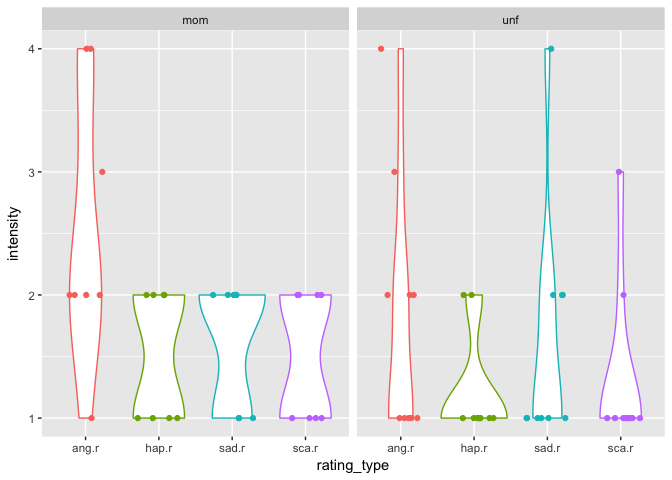 mom
unf
intensity
4
3
2
1
ang.r hap.r sad.r sca.r
ang.r hap.r sad.r sca.r
rating_type